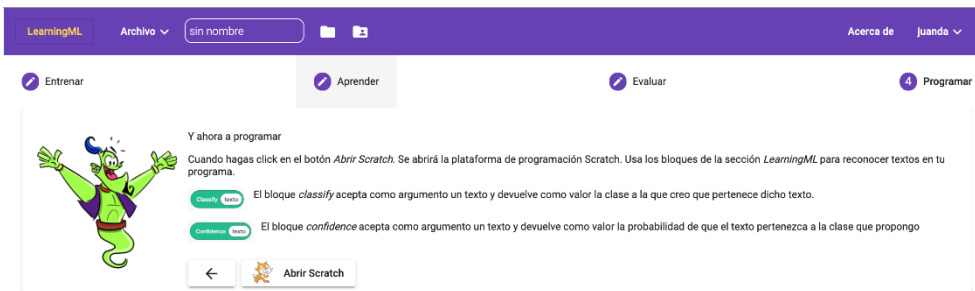 LearningML Archivo sin nombre Acerca de juanda
Entrenar Aprender Evaluar 4 Programar
Y ahora a programar
Cuando hagas click en el botón Abrir Scratch. Se abrirá la plataforma de programación Scratch. Usa los bloques de la sección LearningML para reconocer textos en tu
programa.
Classify texto El bloque classify acepta como argumento un texto y devuelve como valor la clase a la que creo que pertenece dicho texto.
Confidence texto El bloque confidence acepta como argumento un texto y devuelve como valor la probabilidad de que el texto pertenezca a la clase que propongo
Abrir Scratch